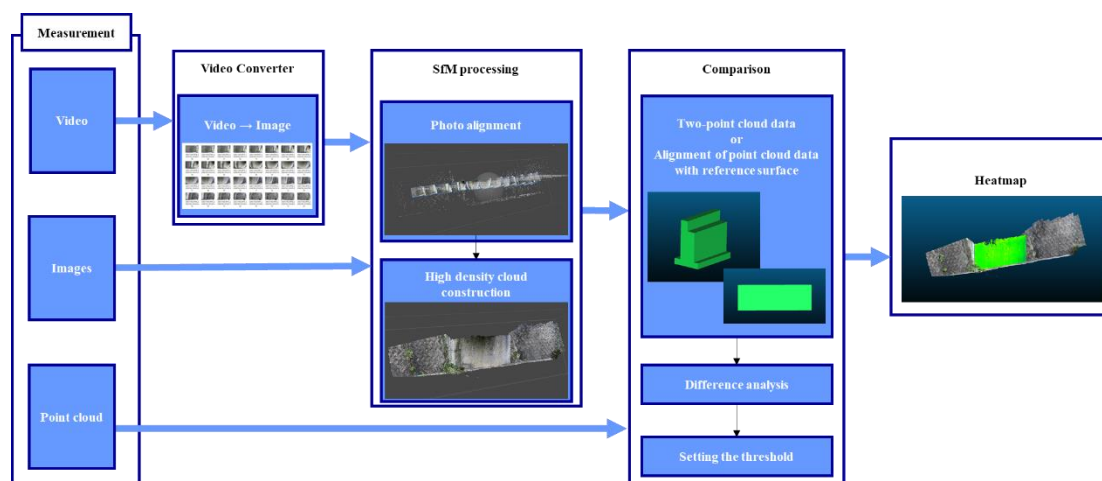 Measurement
Video
Images
Point cloud
Video Converter
Video → Image
SfM processing
Photo alignment
High density cloud
construction
Comparison
Two-point cloud data
or
Alignment of point cloud data
with reference surface
Difference analysis
Setting the threshold
Heatmap